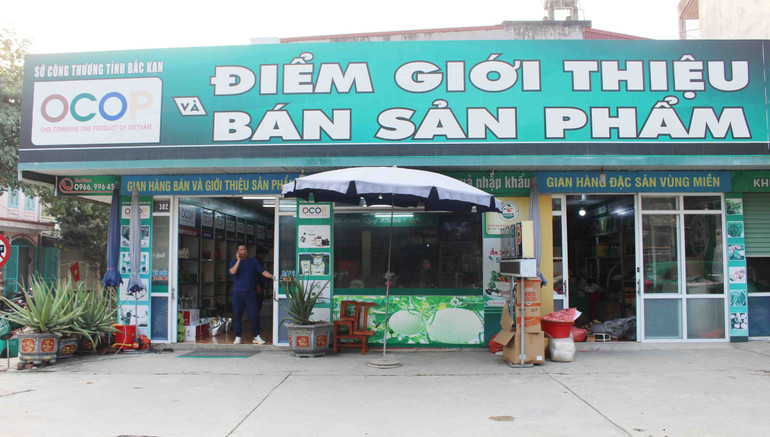 SỞ CÔNG THƯƠNG TỈNH BẮC KẠN
OCOP
ONE COMMUNE ONE PRODUCT OF VIETNAM
ĐIỂM GIỚI THIỆU
VÀ
BÁN SẢN PHẨM
Hotline
0966.996.45
GIAN HÀNG BÁN VÀ GIỚI THIỆU SẢN
nhập khẩu
GIAN HÀNG ĐẶC SẢN VÙNG MIỀN
302
OCOP